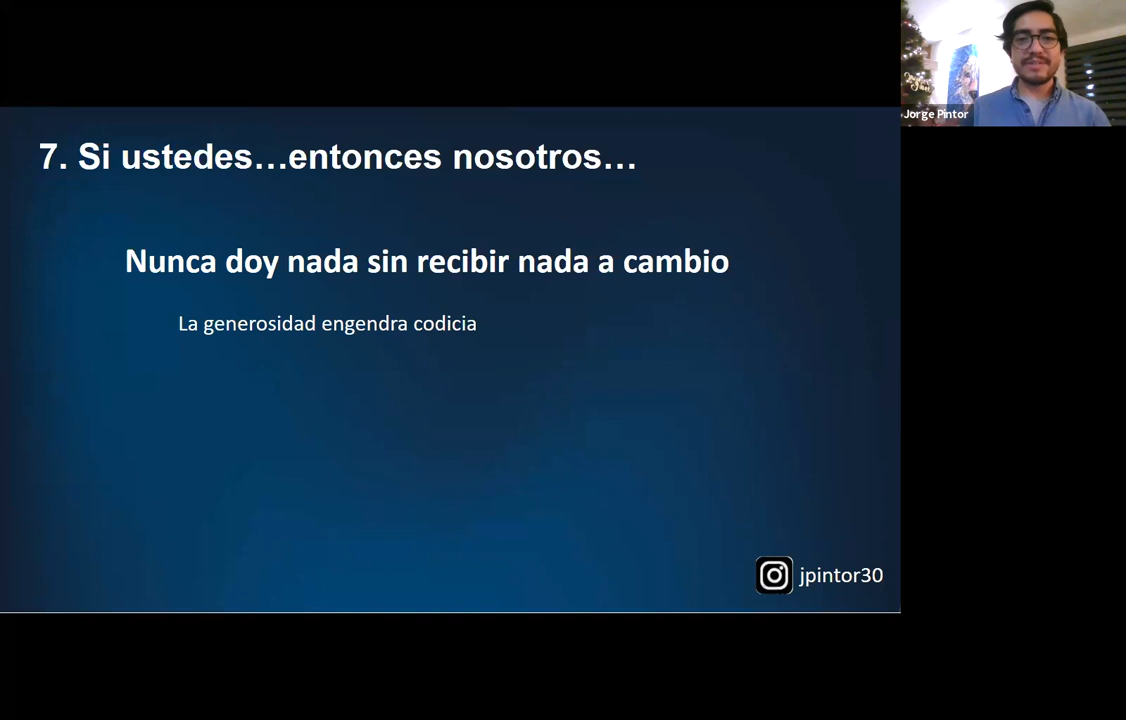 7. Si ustedes…entonces nosotros…
Nunca doy nada sin recibir nada a cambio
La generosidad engendra codicia
jpintor30
Jorge Pintor